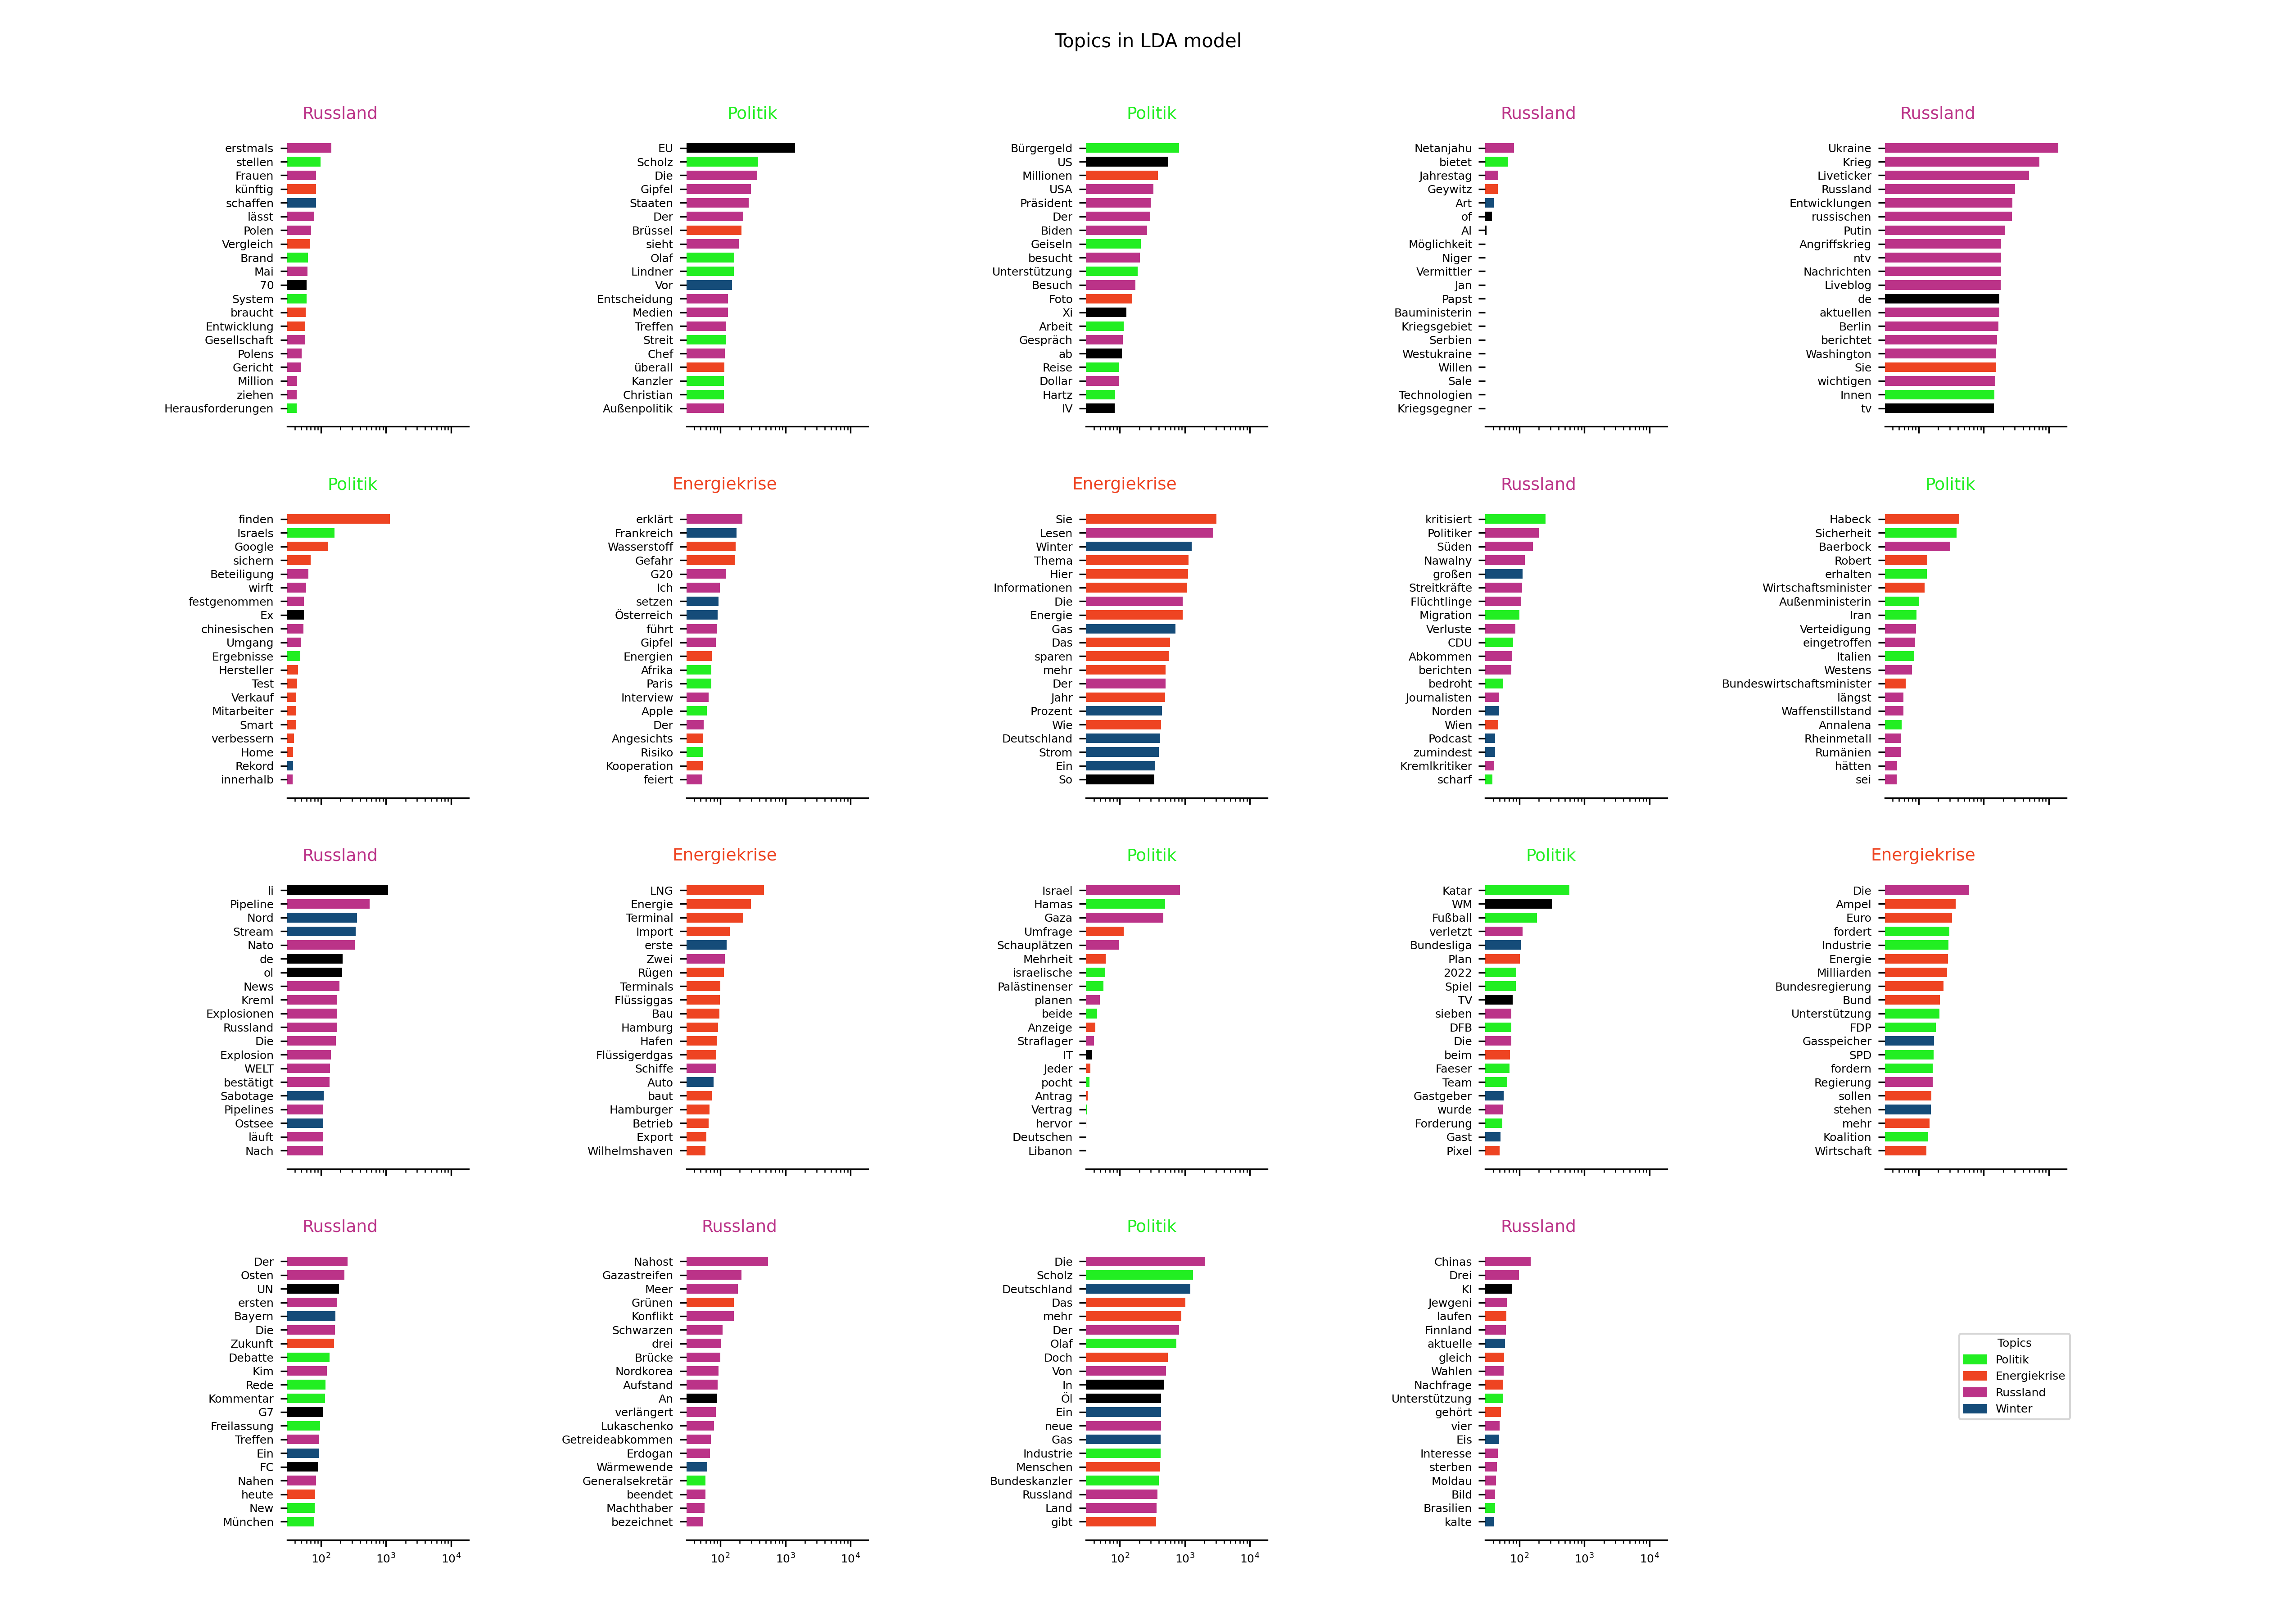 Topics in LDA model
Russland
erstmals
stellen
Frauen
künftig
schaffen
lässt
Polen
Vergleich
Brand
Mai
70
System
braucht
Entwicklung
Gesellschaft
Polens
Gericht
Million
ziehen
Herausforderungen
Politik
EU
Scholz
Die
Gipfel
Staaten
Der
Brüssel
sieht
Olaf
Lindner
Vor
Entscheidung
Medien
Treffen
Streit
Chef
überall
Kanzler
Christian
Außenpolitik
Politik
Bürgergeld
US
Millionen
USA
Präsident
Der
Biden
Geiseln
besucht
Unterstützung
Besuch
Foto
Xi
Arbeit
Gespräch
ab
Reise
Dollar
Hartz
IV
Russland
Netanjahu
bietet
Jahrestag
Geywitz
Art
of
Al
Möglichkeit
Niger
Vermittler
Jan
Papst
Bauministerin
Kriegsgebiet
Serbien
Westukraine
Willen
Sale
Technologien
Kriegsgegner
Russland
Ukraine
Krieg
Liveticker
Russland
Entwicklungen
russischen
Putin
Angriffskrieg
ntv
Nachrichten
Liveblog
de
aktuellen
Berlin
berichtet
Washington
Sie
wichtigen
Innen
tv
Politik
finden
Israels
Google
sichern
Beteiligung
wirft
festgenommen
Ex
chinesischen
Umgang
Ergebnisse
Hersteller
Test
Verkauf
Mitarbeiter
Smart
verbessern
Home
Rekord
innerhalb
Energiekrise
erklärt
Frankreich
Wasserstoff
Gefahr
G20
Ich
setzen
Österreich
führt
Gipfel
Energien
Afrika
Paris
Interview
Apple
Der
Angesichts
Risiko
Kooperation
feiert
Energiekrise
Sie
Lesen
Winter
Thema
Hier
Informationen
Die
Energie
Gas
Das
sparen
mehr
Der
Jahr
Prozent
Wie
Deutschland
Strom
Ein
So
Russland
kritisiert
Politiker
Süden
Nawalny
großen
Streitkräfte
Flüchtlinge
Migration
Verluste
CDU
Abkommen
berichten
bedroht
Journalisten
Norden
Wien
Podcast
zumindest
Kremlkritiker
scharf
Politik
Habeck
Sicherheit
Baerbock
Robert
erhalten
Wirtschaftsminister
Außenministerin
Iran
Verteidigung
eingetroffen
Italien
Westens
Bundeswirtschaftsminister
längst
Waffenstillstand
Annalena
Rheinmetall
Rumänien
hätten
sei
Russland
li
Pipeline
Nord
Stream
Nato
de
ol
News
Kreml
Explosionen
Russland
Die
Explosion
WELT
bestätigt
Sabotage
Pipelines
Ostsee
läuft
Nach
Energiekrise
LNG
Energie
Terminal
Import
erste
Zwei
Rügen
Terminals
Flüssiggas
Bau
Hamburg
Hafen
Flüssigerdgas
Schiffe
Auto
baut
Hamburger
Betrieb
Export
Wilhelmshaven
Politik
Israel
Hamas
Gaza
Umfrage
Schauplätzen
Mehrheit
israelische
Palästinenser
planen
beide
Anzeige
Straflager
IT
Jeder
pocht
Antrag
Vertrag
hervor
Deutschen
Libanon
Politik
Katar
WM
Fußball
verletzt
Bundesliga
Plan
2022
Spiel
TV
sieben
DFB
Die
beim
Faeser
Team
Gastgeber
wurde
Forderung
Gast
Pixel
Energiekrise
Die
Ampel
Euro
fordert
Industrie
Energie
Milliarden
Bundesregierung
Bund
Unterstützung
FDP
Gasspeicher
SPD
fordern
Regierung
sollen
stehen
mehr
Koalition
Wirtschaft
Russland
Der
Osten
UN
ersten
Bayern
Die
Zukunft
Debatte
Kim
Rede
Kommentar
G7
Freilassung
Treffen
Ein
FC
Nahen
heute
New
München
10² 10³ 10⁴
Russland
Nahost
Gazastreifen
Meer
Grünen
Konflikt
Schwarzen
drei
Brücke
Nordkorea
Aufstand
An
verlängert
Lukaschenko
Getreideabkommen
Erdogan
Wärmewende
Generalsekretär
beendet
Machthaber
bezeichnet
10² 10³ 10⁴
Politik
Die
Scholz
Deutschland
Das
mehr
Der
Olaf
Doch
Von
In
Öl
Ein
neue
Gas
Industrie
Menschen
Bundeskanzler
Russland
Land
gibt
10² 10³ 10⁴
Russland
Chinas
Drei
KI
Jewgeni
laufen
Finnland
aktuelle
gleich
Wahlen
Nachfrage
Unterstützung
gehört
vier
Eis
Interesse
sterben
Moldau
Bild
Brasilien
kalte
10² 10³ 10⁴
Topics
Politik
Energiekrise
Russland
Winter